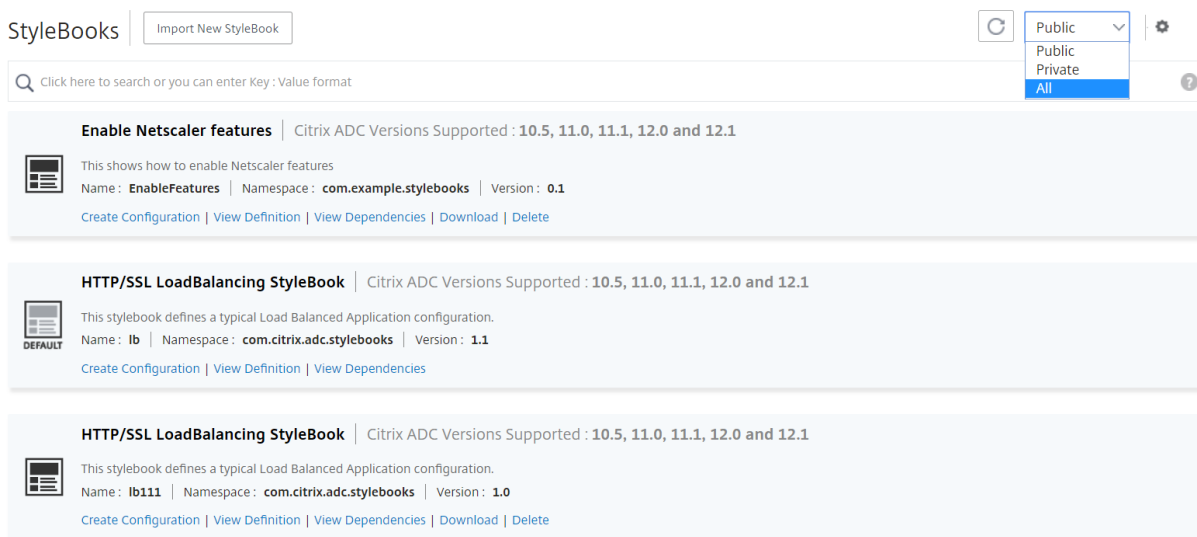 StyleBooks Import New StyleBook Public
Public
Private
All
Click here to search or you can enter Key : Value format ?
Enable Netscaler features Citrix ADC Versions Supported : 10.5, 11.0, 11.1, 12.0 and 12.1
This shows how to enable Netscaler features
Name : EnableFeatures Namespace : com.example.stylebooks Version : 0.1
Create Configuration | View Definition | View Dependencies | Download | Delete
HTTP/SSL LoadBalancing StyleBook Citrix ADC Versions Supported : 10.5, 11.0, 11.1, 12.0 and 12.1
This stylebook defines a typical Load Balanced Application configuration.
DEFAULT Name : lb Namespace : com.citrix.adc.stylebooks Version : 1.1
Create Configuration | View Definition | View Dependencies
HTTP/SSL LoadBalancing StyleBook Citrix ADC Versions Supported : 10.5, 11.0, 11.1, 12.0 and 12.1
This stylebook defines a typical Load Balanced Application configuration.
Name : lb111 Namespace : com.citrix.adc.stylebooks Version : 1.0
Create Configuration | View Definition | View Dependencies | Download | Delete